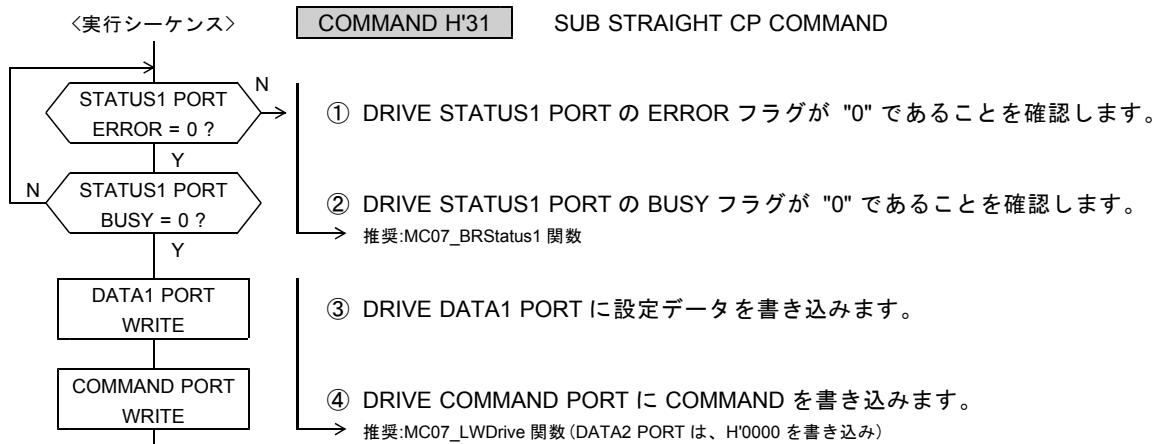 〈実行シーケンス〉 COMMAND H'31 SUB STRAIGHT CP COMMAND
N
STATUS1 PORT
ERROR = 0 ?
① DRIVE STATUS1 PORT の ERROR フラグが "0" であることを確認します。
Y
N
STATUS1 PORT
BUSY = 0 ?
② DRIVE STATUS1 PORT の BUSY フラグが "0" であることを確認します。
推奨:MC07_BRStatus1 関数
Y
DATA1 PORT
WRITE
③ DRIVE DATA1 PORT に設定データを書き込みます。
COMMAND PORT
WRITE
④ DRIVE COMMAND PORT に COMMAND を書き込みます。
推奨:MC07_LWDrive 関数(DATA2 PORT は、H'0000 を書き込み)